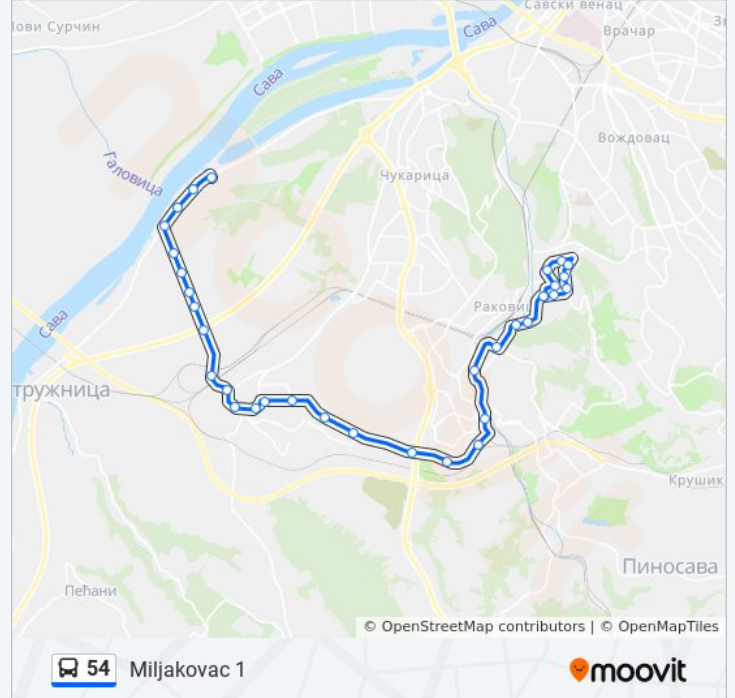 Савски венац
Нови Сурчин
Сава
Врачар
Сава
Вождовац
Галовица
Чукарица
Сава
Раковиц
тружница
Крушик
Пиносава
Пећани
© OpenStreetMap contributors | © OpenMapTiles
54 Miljakovac 1
moovit